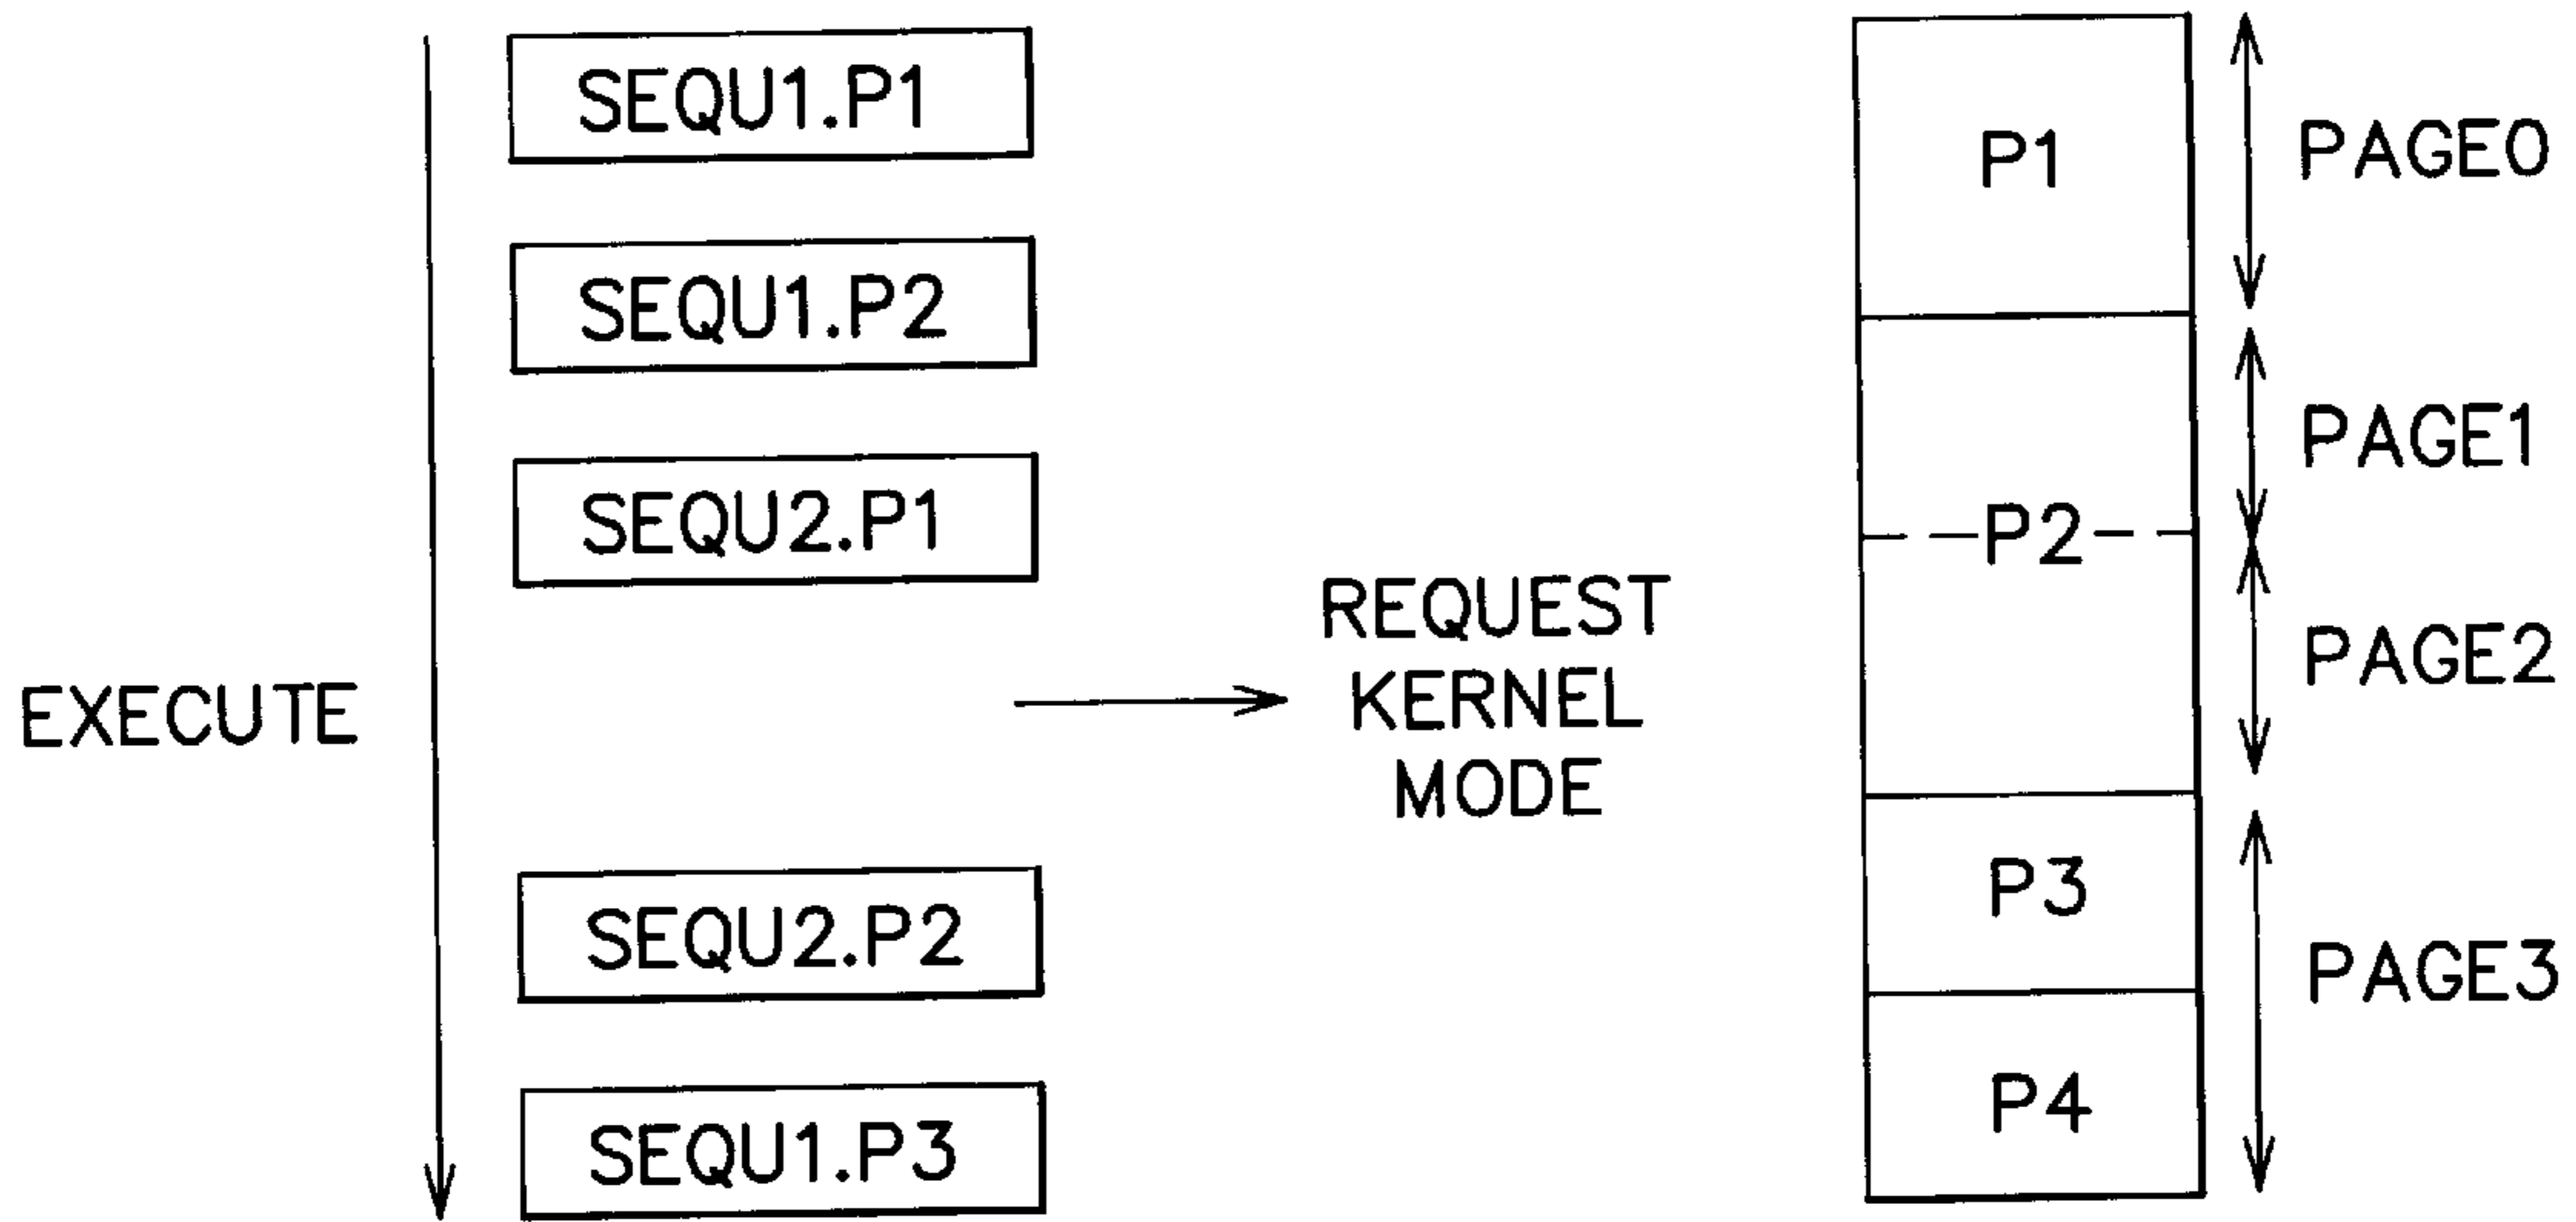 SEQU1.P1
SEQU1.P2
SEQU2.P1
EXECUTE
REQUEST
KERNEL
MODE
SEQU2.P2
SEQU1.P3
P1
PAGE0
PAGE1
P2
PAGE2
P3
PAGE3
P4